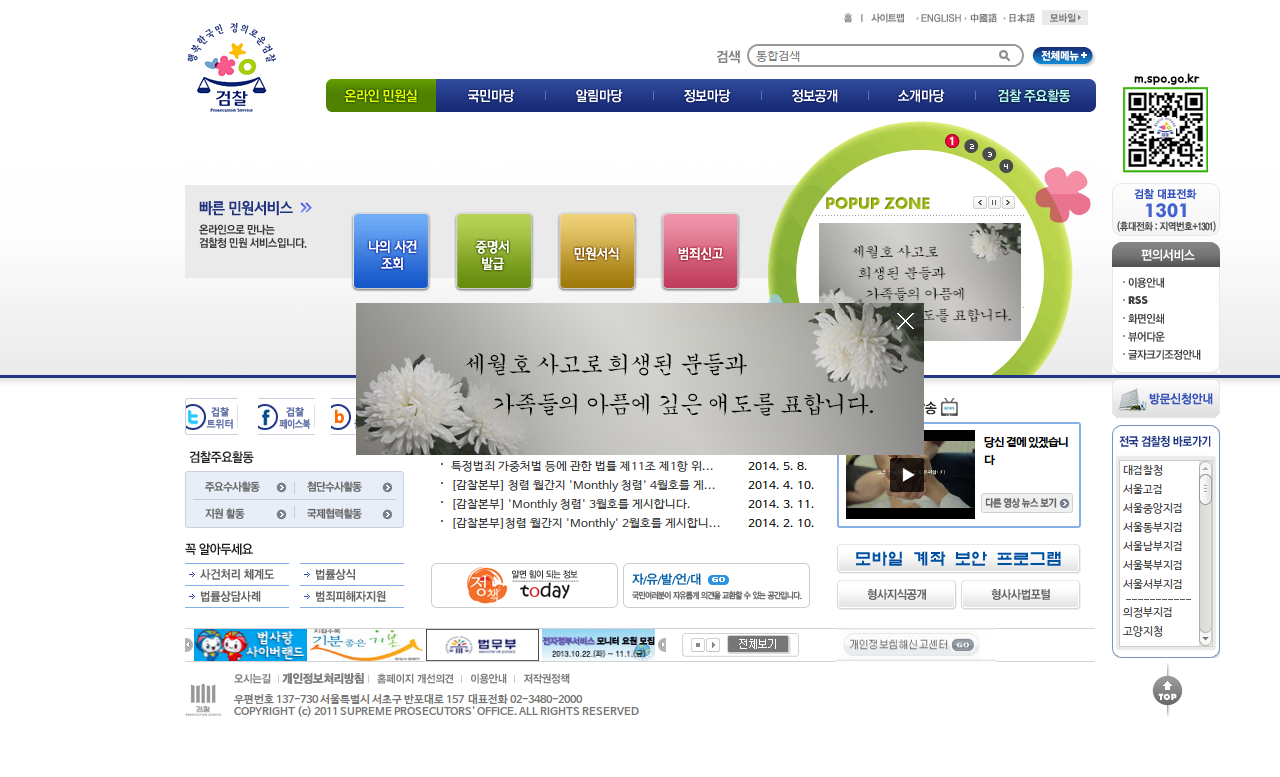 홈 사이트맵 ENGLISH 中國語 日本語 모바일
행복한국민 정의로운검찰
검찰
Prosecution Service
검색 통합검색 전체메뉴
온라인 민원실 국민마당 알림마당 정보마당 정보공개 소개마당 검찰 주요활동
m.spo.go.kr
1 2 3 4
빠른 민원서비스
온라인으로 만나는
검찰청 민원 서비스입니다.
나의 사건
조회
증명서
발급
민원서식
범죄신고
POPUP ZONE
세월호 사고로
희생된 분들과
가족들의 아픔에
애도를 표합니다.
검찰 대표전화
1301
(휴대전화 : 지역번호+1301)
편의서비스
이용안내
RSS
화면인쇄
뷰어다운
글자크기조정안내
방문신청안내
세월호 사고로 희생된 분들과
가족들의 아픔에 깊은 애도를 표합니다.
검찰
트위터
검찰
페이스북
검찰주요활동
주요수사활동 첨단수사활동
지원 활동 국제협력활동
특정범죄 가중처벌 등에 관한 법률 제11조 제1항 위... 2014. 5. 8.
[감찰본부] 청렴 월간지 'Monthly 청렴' 4월호를 게... 2014. 4. 10.
[감찰본부] 'Monthly 청렴' 3월호를 게시합니다. 2014. 3. 11.
[감찰본부]청렴 월간지 'Monthly' 2월호를 게시합니... 2014. 2. 10.
당신 곁에 있겠습니
다
다른 영상 뉴스 보기
전국 검찰청 바로가기
대검찰청
서울고검
서울중앙지검
서울동부지검
서울남부지검
서울북부지검
서울서부지검
------------
의정부지검
고양지청
꼭 알아두세요
사건처리 체계도 법률상식
법률상담사례 범죄피해자지원
정책
알면 힘이 되는 정보
today
자/유/발/언/대 GO
국민여러분이 자유롭게 의견을 교환할 수 있는 공간입니다.
모바일 계좌 보안 프로그램
형사지식공개 형사사법포털
법사랑
사이버랜드
기분 좋은 기본
법무부
전자정부서비스 모니터 요원 모집
2013.10.22.(화) ~ 11.1.(금)
전체보기
개인정보침해신고센터 GO
오시는길 개인정보처리방침 홈페이지 개선의견 이용안내 저작권정책
검찰
PROSECUTION SERVICE
우편번호 137-730 서울특별시 서초구 반포대로 157 대표전화 02-3480-2000
COPYRIGHT (c) 2011 SUPREME PROSECUTORS' OFFICE. ALL RIGHTS RESERVED
TOP